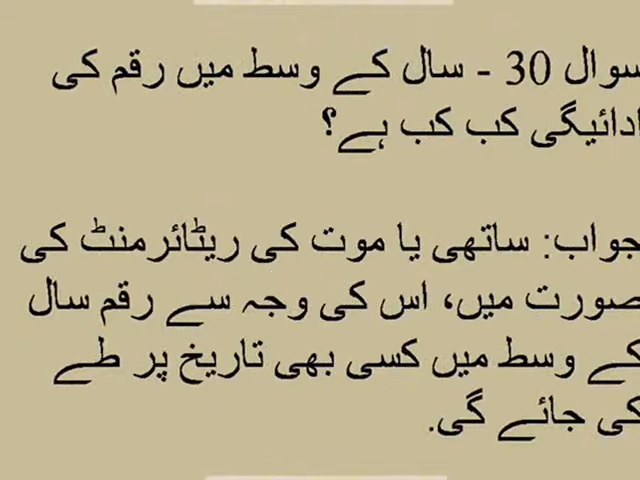 سوال 30 - سال کے وسط میں رقم کی
ادائیگی کب کب ہے؟
جواب: ساتھی یا موت کی ریٹائرمنٹ کی
صورت میں، اس کی وجہ سے رقم سال
کے وسط میں کسی بھی تاریخ پر طے
کی جائے گی.